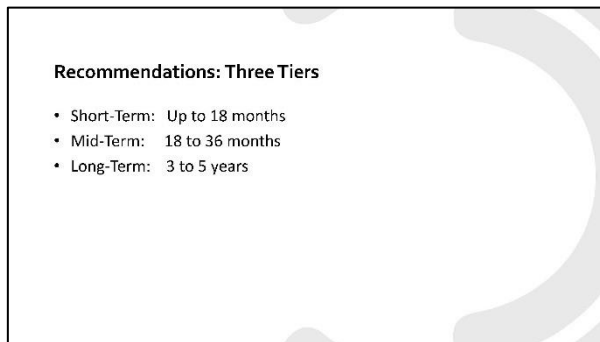 Recommendations: Three Tiers
• Short-Term: Up to 18 months
• Mid-Term: 18 to 36 months
• Long-Term: 3 to 5 years